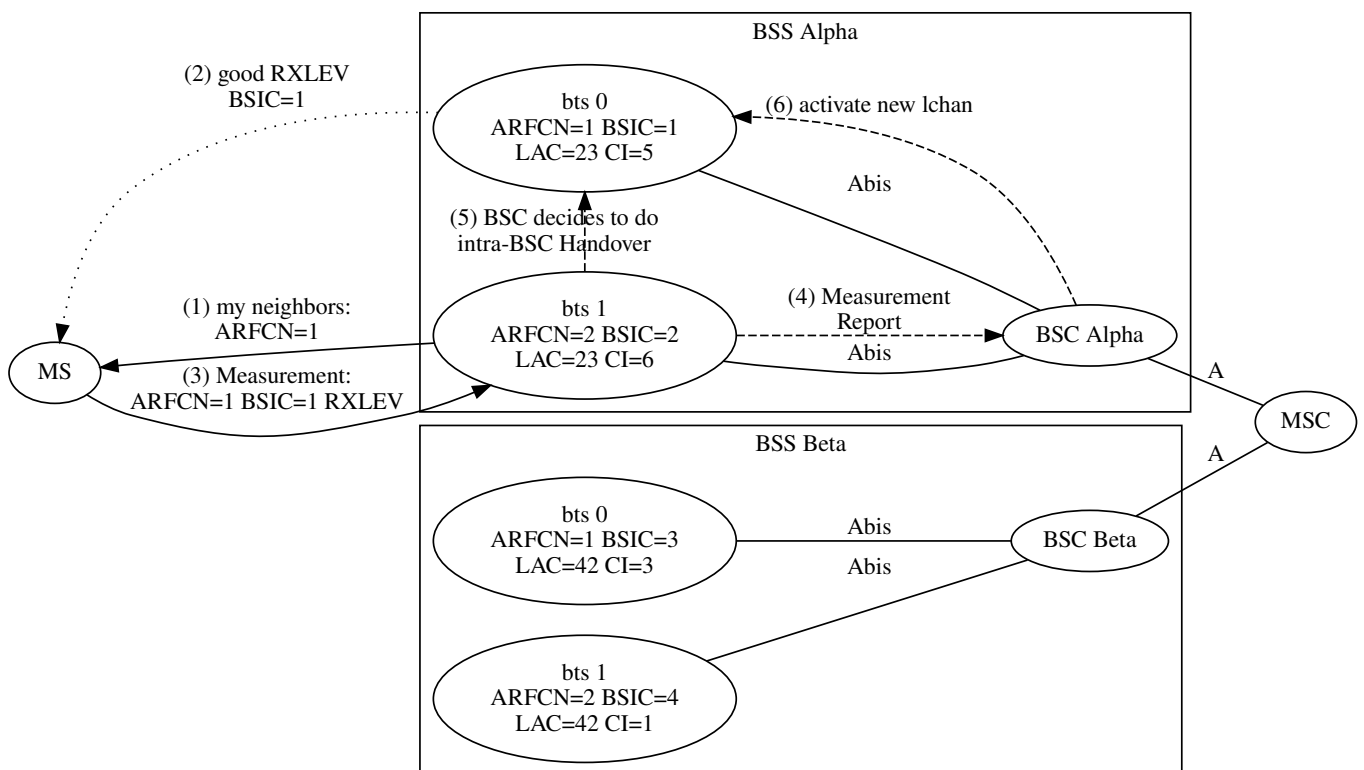 BSS Alpha
(2) good RXLEV
BSIC=1
bts 0
ARFCN=1 BSIC=1
LAC=23 CI=5
(6) activate new lchan
Abis
(5) BSC decides to do
intra-BSC Handover
(1) my neighbors:
ARFCN=1
bts 1
ARFCN=2 BSIC=2
LAC=23 CI=6
(4) Measurement
Report
Abis
BSC Alpha
MS
(3) Measurement:
ARFCN=1 BSIC=1 RXLEV
A
MSC
A
BSS Beta
bts 0
ARFCN=1 BSIC=3
LAC=42 CI=3
Abis
Abis
BSC Beta
bts 1
ARFCN=2 BSIC=4
LAC=42 CI=1